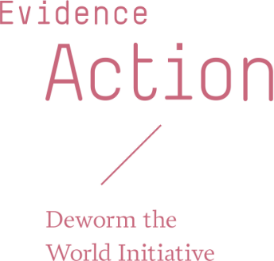 Evidence
Action
Deworm the
World Initiative